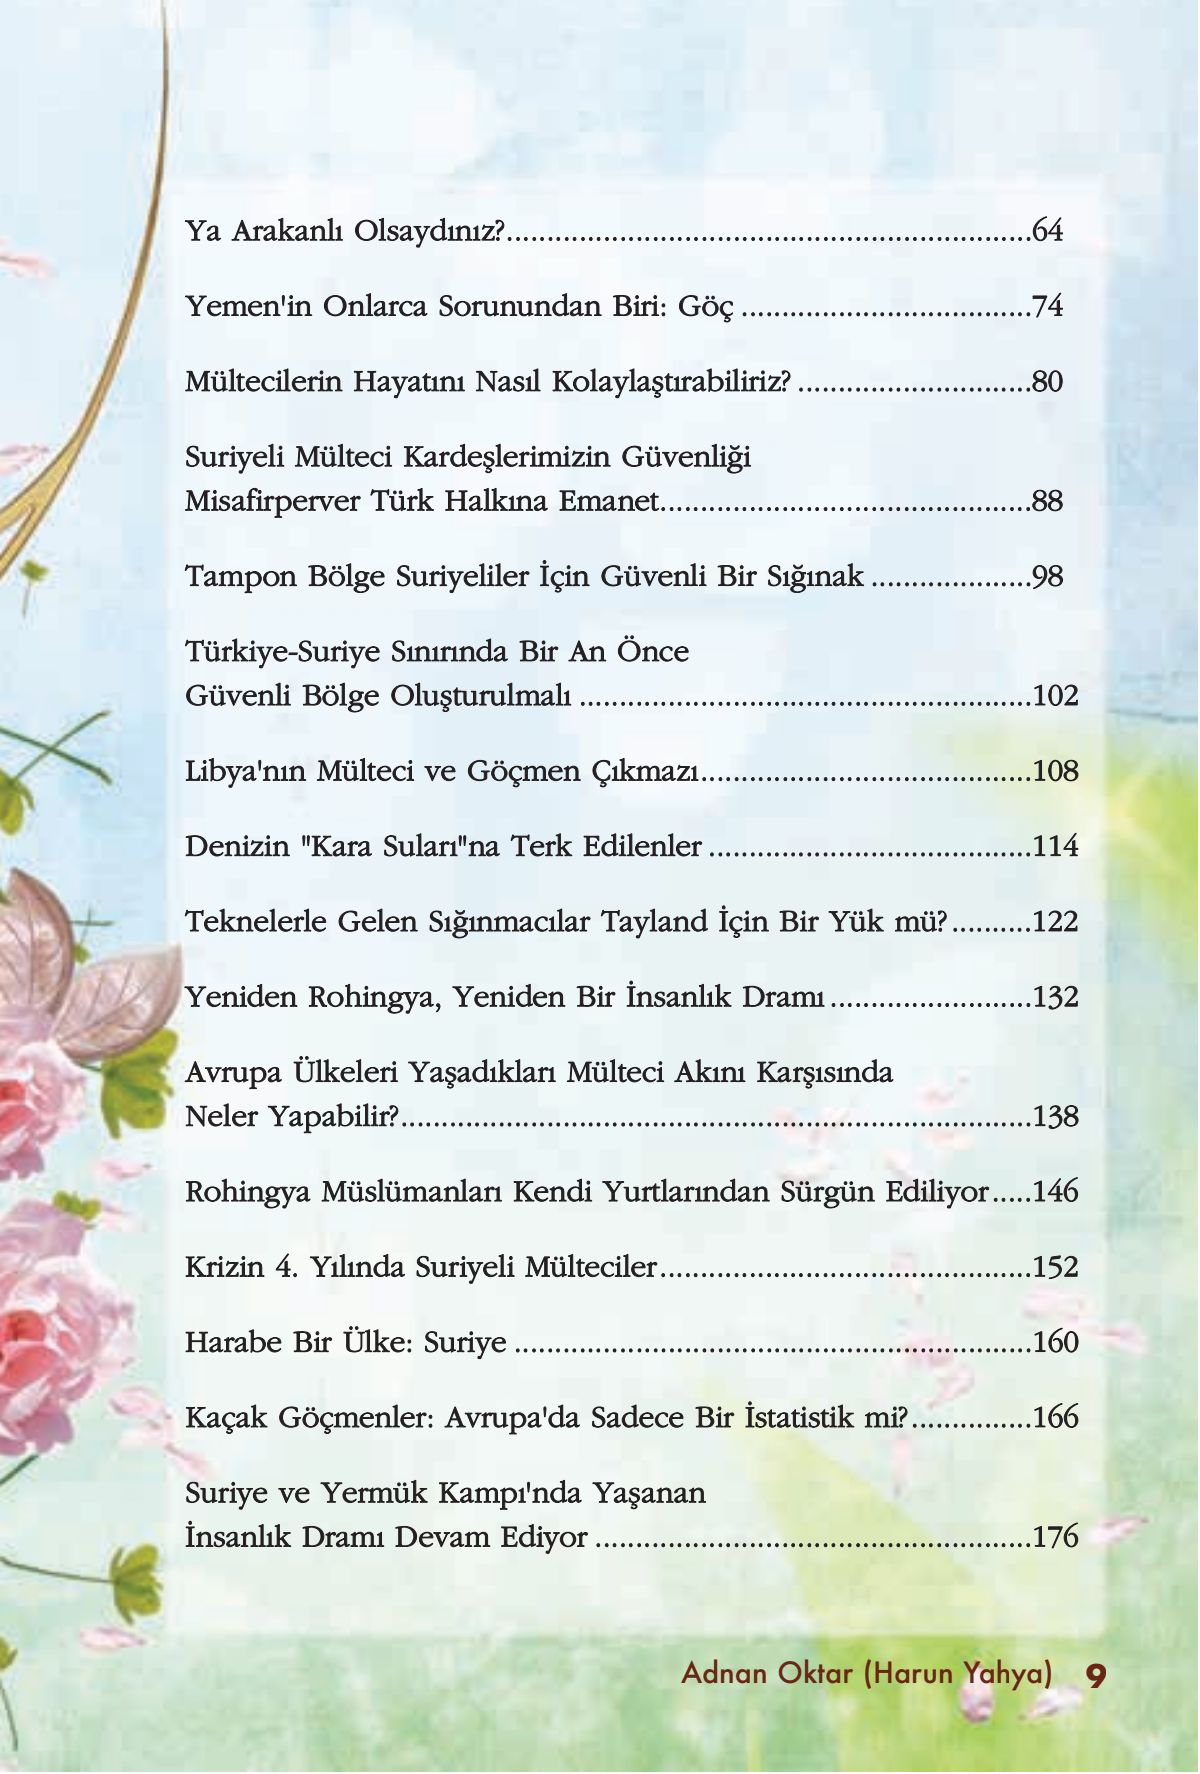 Ya Arakanlı Olsaydınız?................................................................64
Yemen'in Onlarca Sorunundan Biri: Göç ....................................74
Mültecilerin Hayatını Nasıl Kolaylaştırabiliriz? .............................80
Suriyeli Mülteci Kardeşlerimizin Güvenliği
Misafirperver Türk Halkına Emanet..............................................88
Tampon Bölge Suriyeliler İçin Güvenli Bir Sığınak ....................98
Türkiye-Suriye Sınırında Bir An Önce
Güvenli Bölge Oluşturulmalı ........................................................102
Libya'nın Mülteci ve Göçmen Çıkmazı.........................................108
Denizin "Kara Suları"na Terk Edilenler ........................................114
Teknelerle Gelen Sığınmacılar Tayland İçin Bir Yük mü?..........122
Yeniden Rohingya, Yeniden Bir İnsanlık Dramı .........................132
Avrupa Ülkeleri Yaşadıkları Mülteci Akını Karşısında
Neler Yapabilir?..............................................................................138
Rohingya Müslümanları Kendi Yurtlarından Sürgün Ediliyor.....146
Krizin 4. Yılında Suriyeli Mülteciler..............................................152
Harabe Bir Ülke: Suriye ................................................................160
Kaçak Göçmenler: Avrupa'da Sadece Bir İstatistik mi?...............166
Suriye ve Yermük Kampı'nda Yaşanan
İnsanlık Dramı Devam Ediyor ......................................................176
Adnan Oktar (Harun Yahya) 9